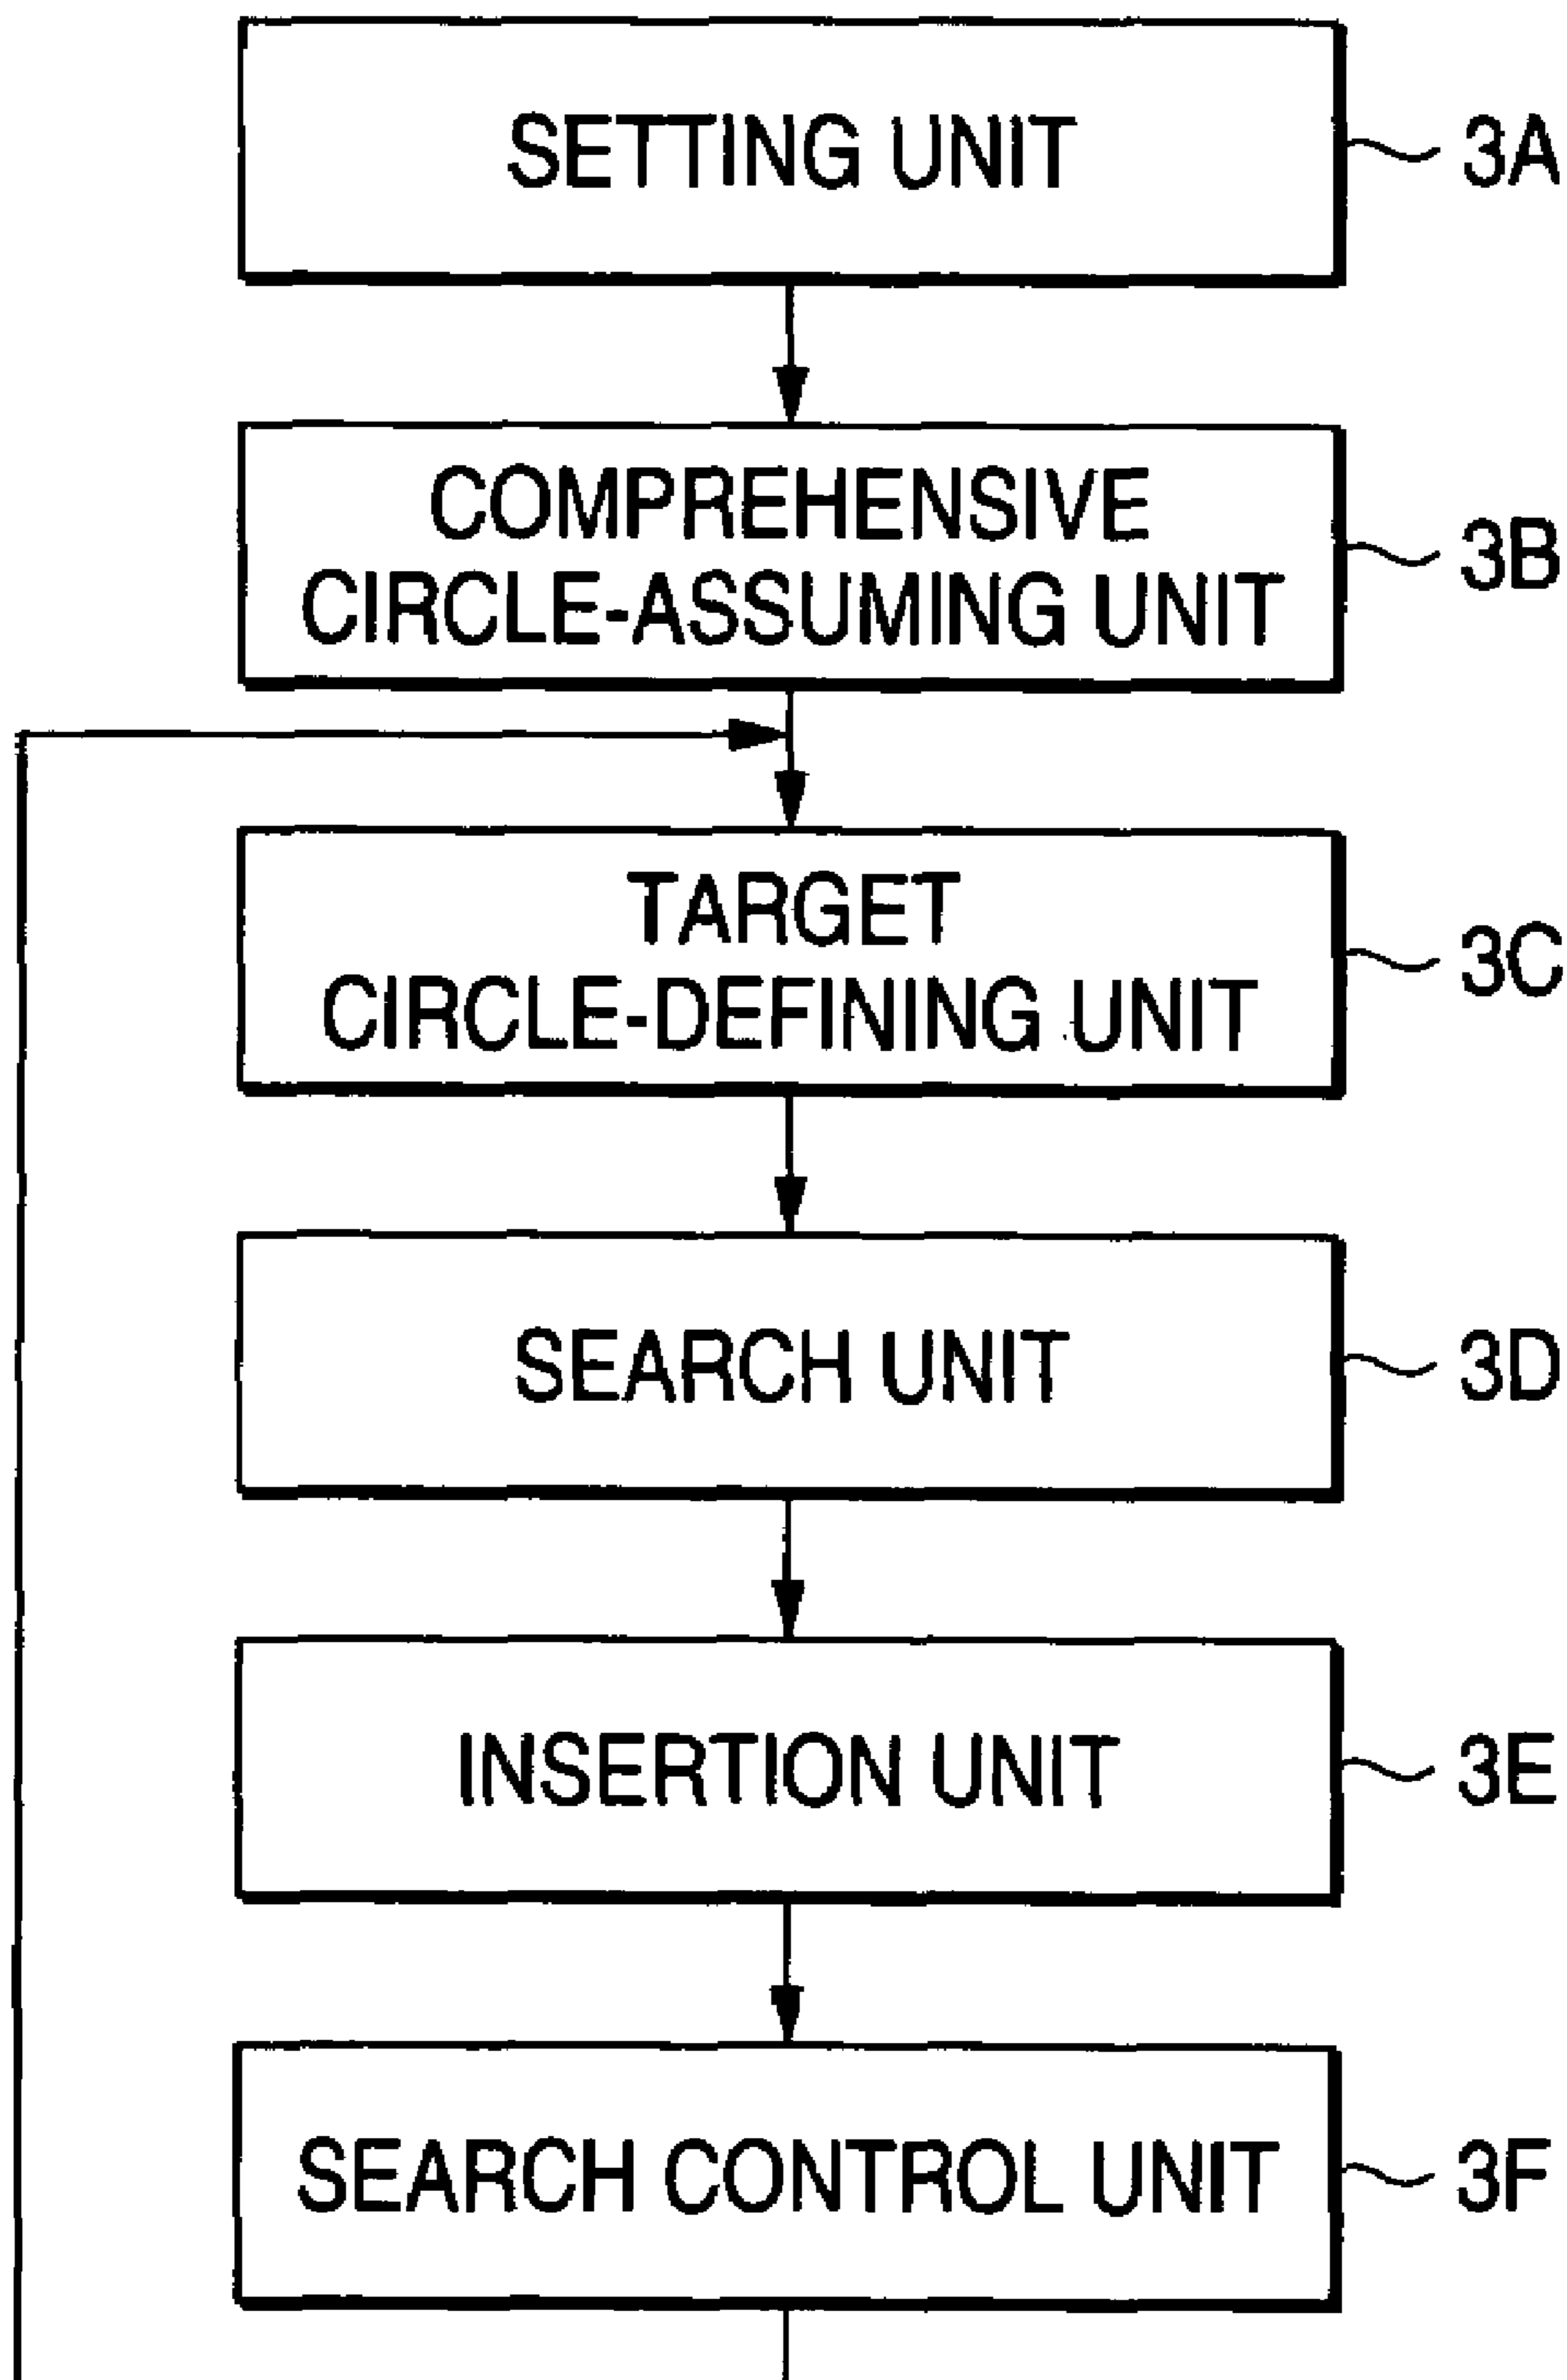 SETTING UNIT
3A
COMPREHENSIVE
CIRCLE-ASSUMING UNIT
3B
TARGET
CIRCLE-DEFINING UNIT
3C
SEARCH UNIT
3D
INSERTION UNIT
3E
SEARCH CONTROL UNIT
3F